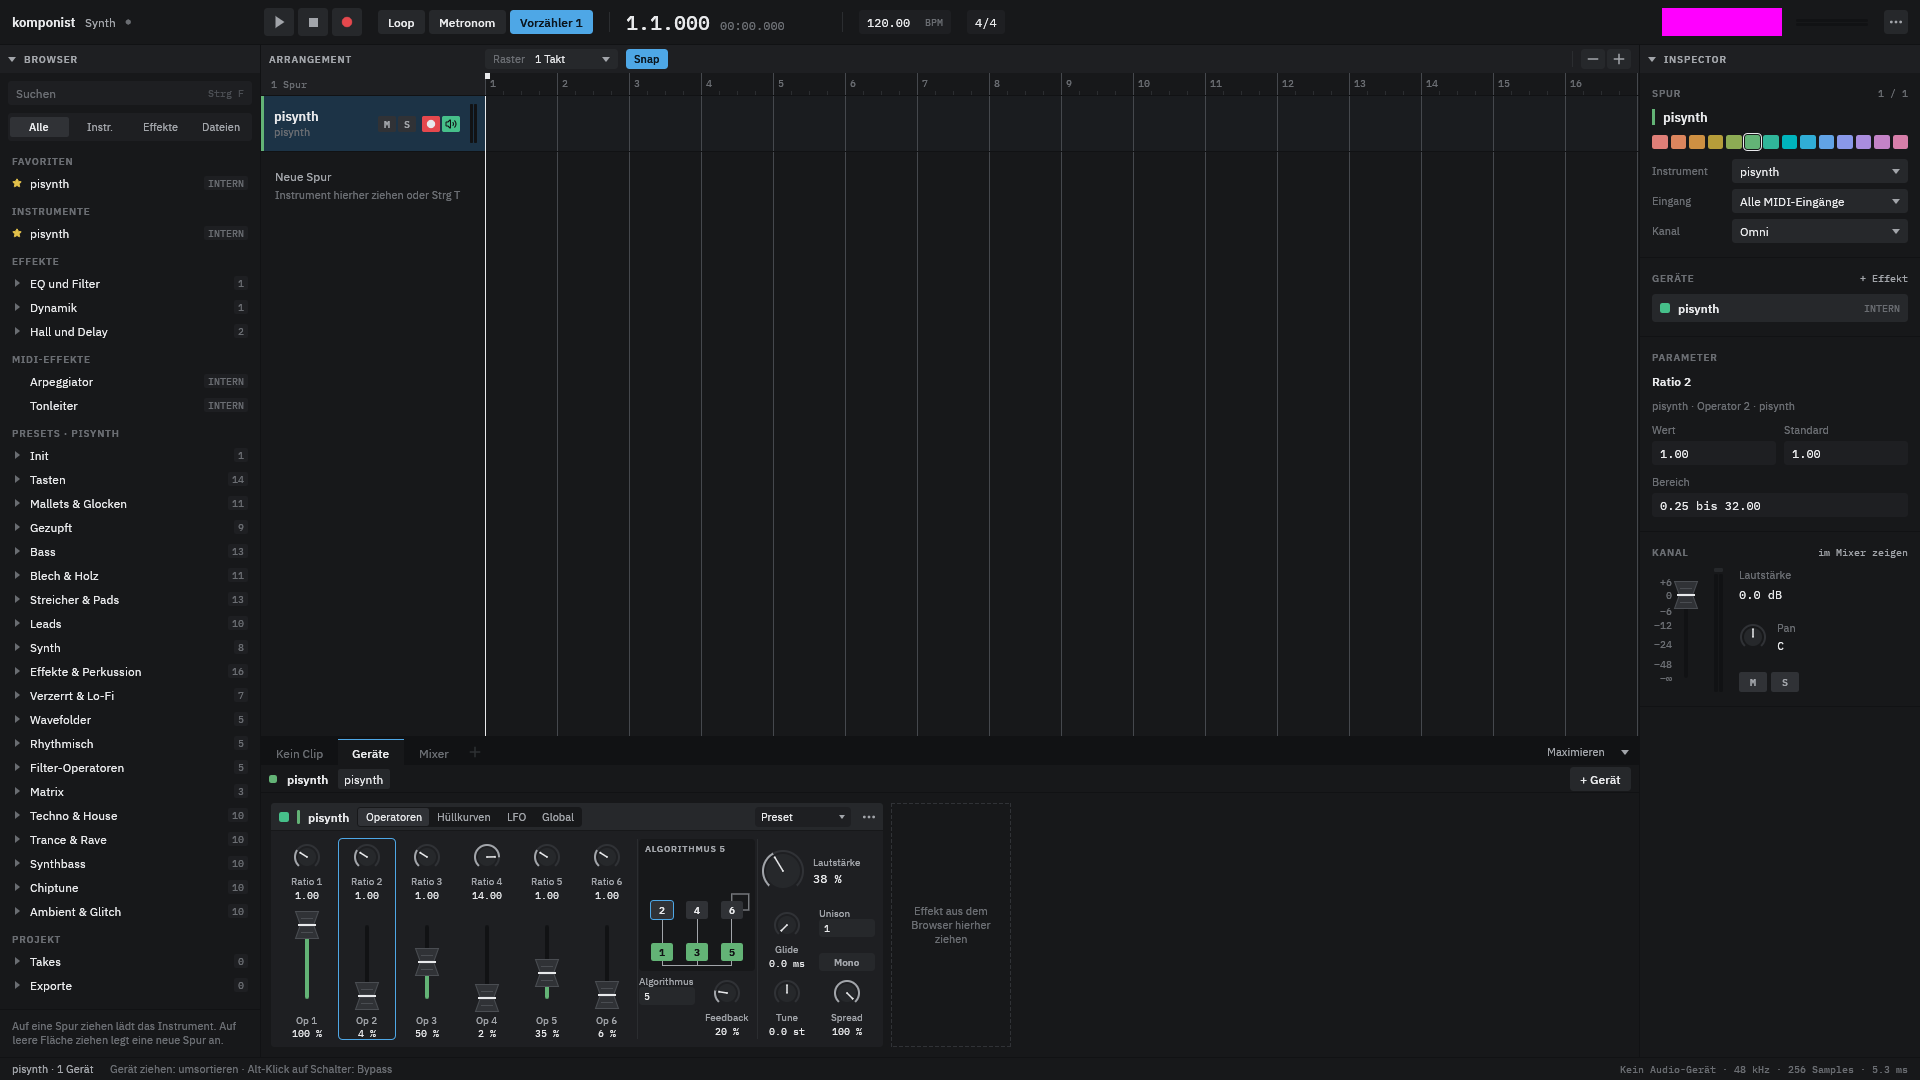 komponist Synth
Loop Metronom Vorzähler 1
1.1.000 00:00.000
120.00 BPM 4/4
BROWSER
Suchen Strg F
Alle Instr. Effekte Dateien
FAVORITEN
pisynth INTERN
INSTRUMENTE
pisynth INTERN
EFFEKTE
EQ und Filter 1
Dynamik 1
Hall und Delay 2
MIDI-EFFEKTE
Arpeggiator INTERN
Tonleiter INTERN
PRESETS · PISYNTH
Init 1
Tasten 14
Mallets & Glocken 11
Gezupft 9
Bass 13
Blech & Holz 11
Streicher & Pads 13
Leads 10
Synth 8
Effekte & Perkussion 16
Verzerrt & Lo-Fi 7
Wavefolder 5
Rhythmisch 5
Filter-Operatoren 5
Matrix 3
Techno & House 10
Trance & Rave 10
Synthbass 10
Chiptune 10
Ambient & Glitch 10
PROJEKT
Takes 0
Exporte 0
Auf eine Spur ziehen lädt das Instrument. Auf
leere Fläche ziehen legt eine neue Spur an.
ARRANGEMENT
Raster 1 Takt Snap
1 Spur
1 2 3 4 5 6 7 8 9 10 11 12 13 14 15 16
pisynth
pisynth
M S
Neue Spur
Instrument hierher ziehen oder Strg T
Kein Clip Geräte Mixer +
Maximieren
pisynth pisynth
+ Gerät
pisynth Operatoren Hüllkurven LFO Global
Preset
Ratio 1 Ratio 2 Ratio 3 Ratio 4 Ratio 5 Ratio 6
1.00 1.00 1.00 14.00 1.00 1.00
Op 1 Op 2 Op 3 Op 4 Op 5 Op 6
100 % 4 % 50 % 2 % 35 % 6 %
ALGORITHMUS 5
2 4 6
1 3 5
Algorithmus
5
Feedback
20 %
Lautstärke
38 %
Unison
1
Glide
0.0 ms
Mono
Tune
0.0 st
Spread
100 %
Effekt aus dem
Browser hierher
ziehen
INSPECTOR
SPUR 1 / 1
pisynth
Instrument pisynth
Eingang Alle MIDI-Eingänge
Kanal Omni
GERÄTE + Effekt
pisynth INTERN
PARAMETER
Ratio 2
pisynth · Operator 2 · pisynth
Wert Standard
1.00 1.00
Bereich
0.25 bis 32.00
KANAL im Mixer zeigen
+6
0
−6
−12
−24
−48
−∞
Lautstärke
0.0 dB
Pan
C
M S
pisynth · 1 Gerät Gerät ziehen: umsortieren · Alt-Klick auf Schalter: Bypass
Kein Audio-Gerät · 48 kHz · 256 Samples · 5.3 ms